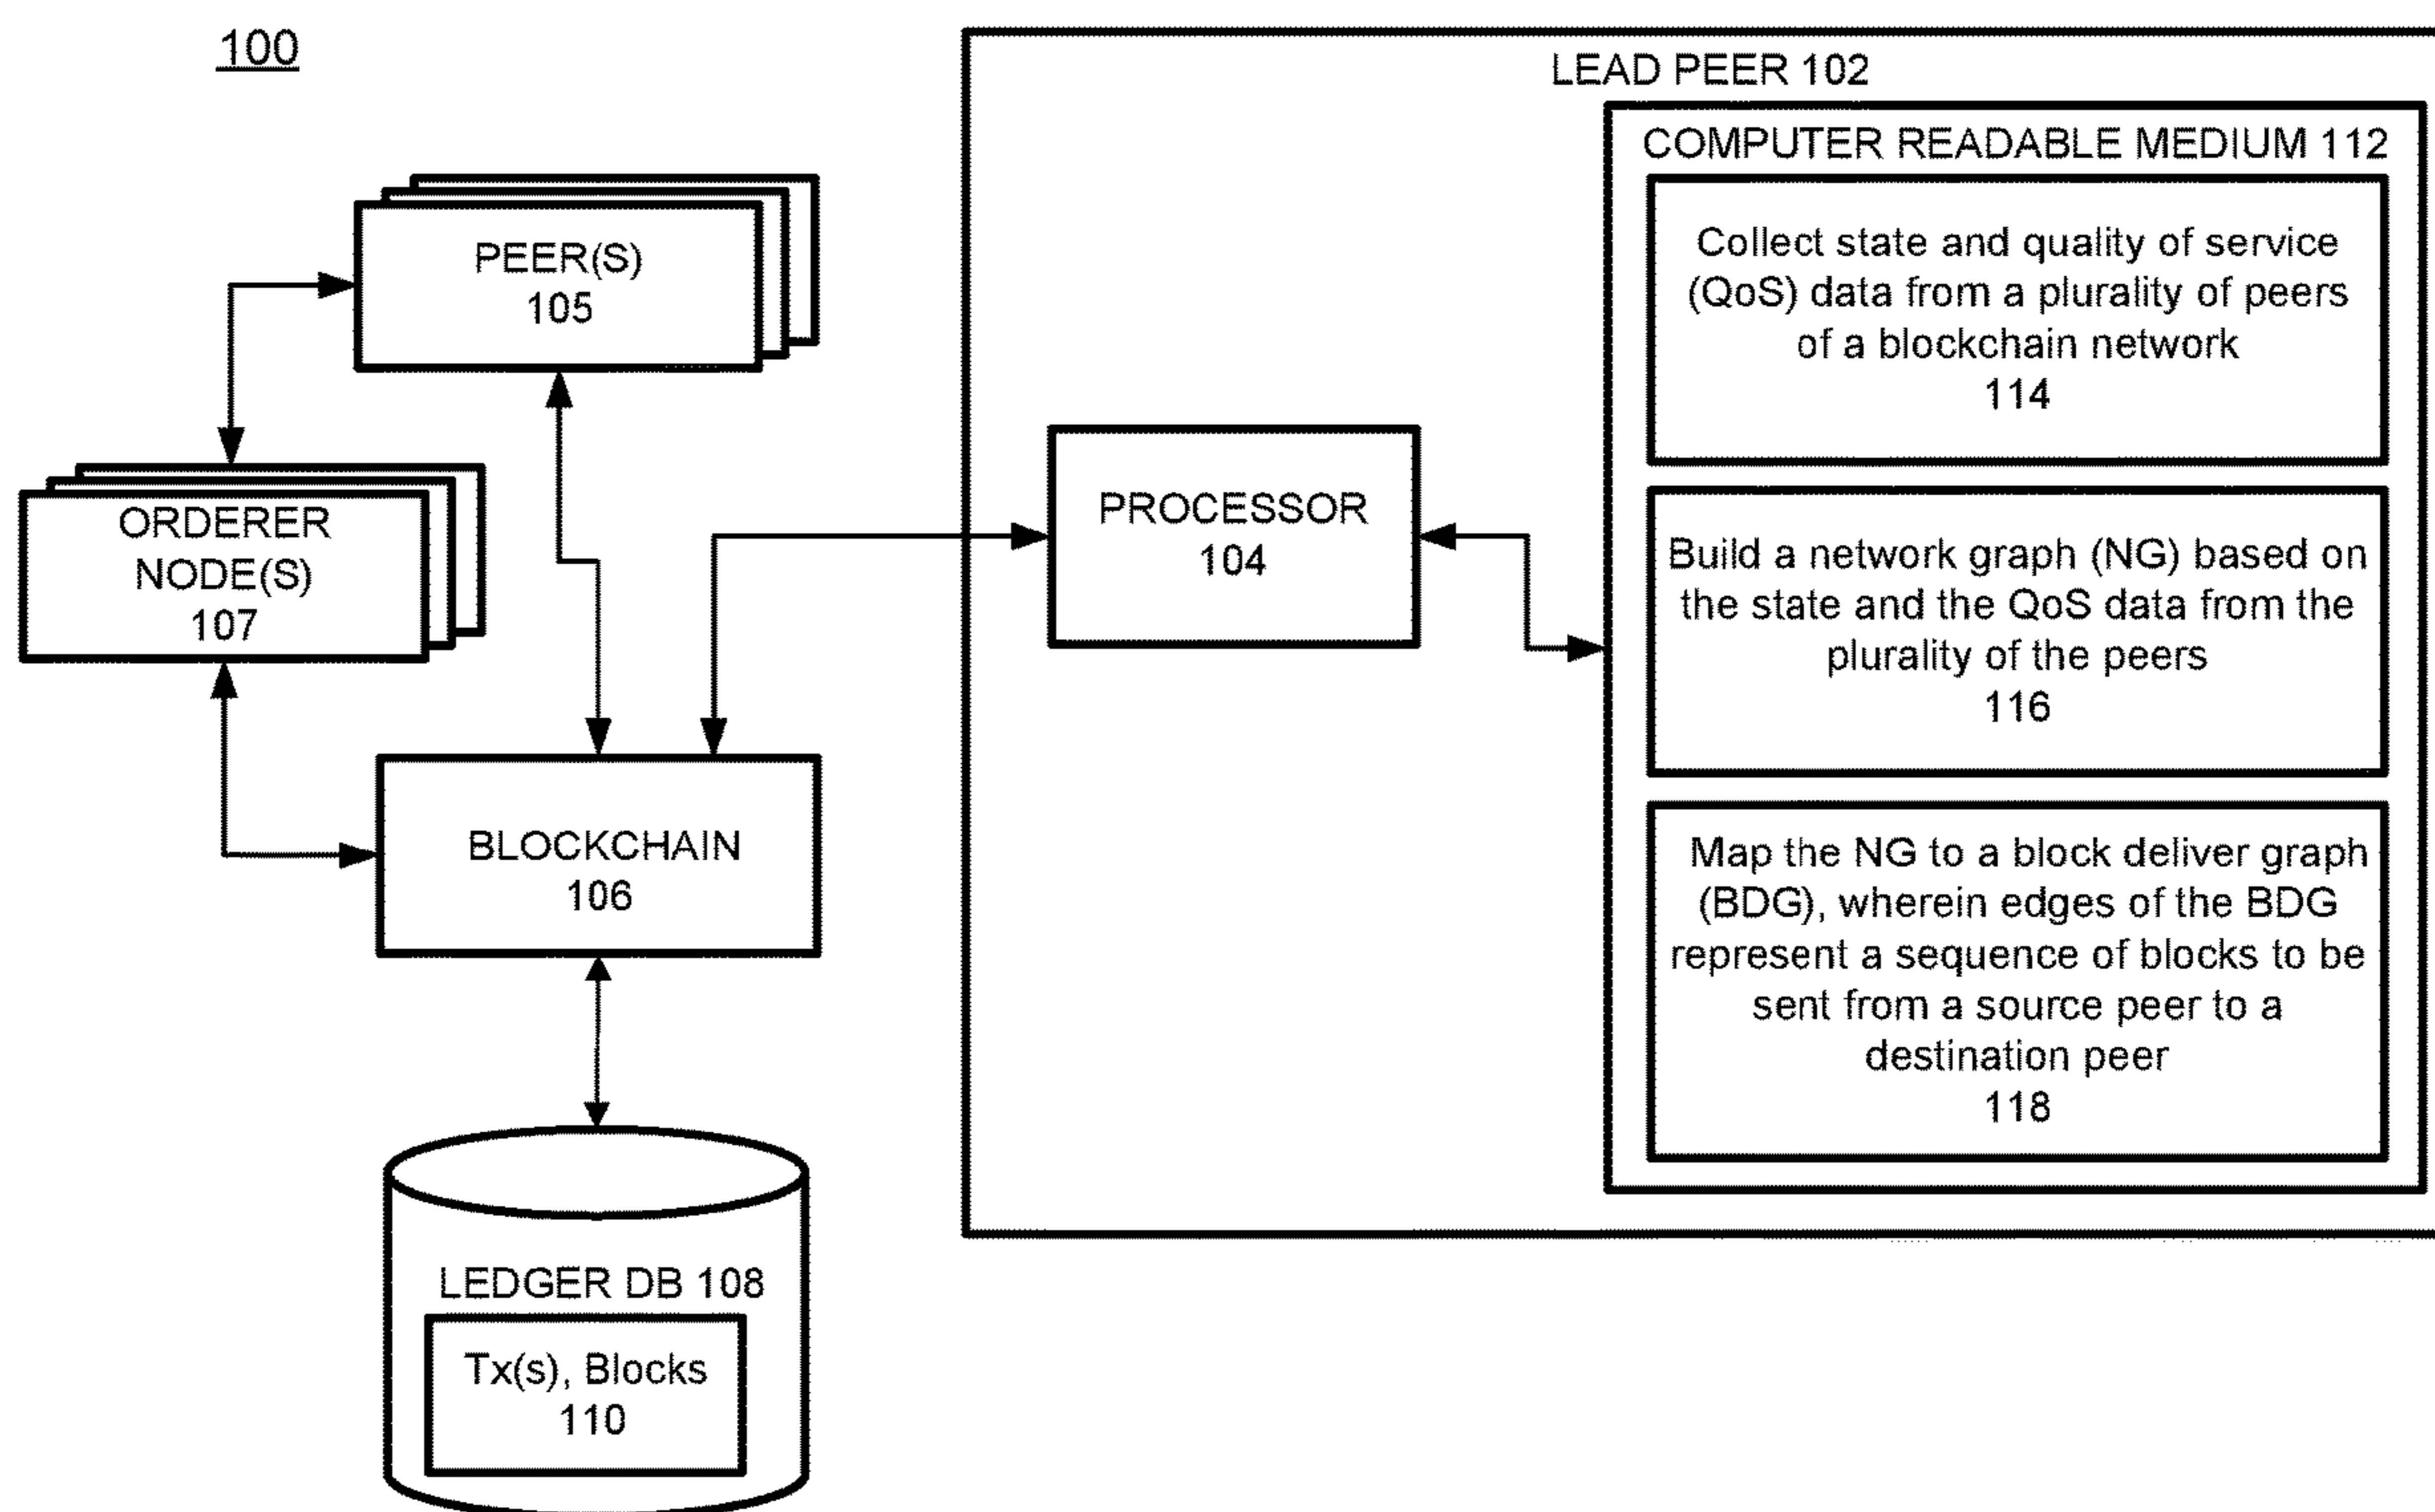 100
PEER(S)
105
ORDERER
NODE(S)
107
BLOCKCHAIN
106
LEDGER DB 108
Tx(s), Blocks
110
LEAD PEER 102
PROCESSOR
104
COMPUTER READABLE MEDIUM 112
Collect state and quality of service
(QoS) data from a plurality of peers
of a blockchain network
114
Build a network graph (NG) based on
the state and the QoS data from the
plurality of the peers
116
Map the NG to a block deliver graph
(BDG), wherein edges of the BDG
represent a sequence of blocks to be
sent from a source peer to a
destination peer
118